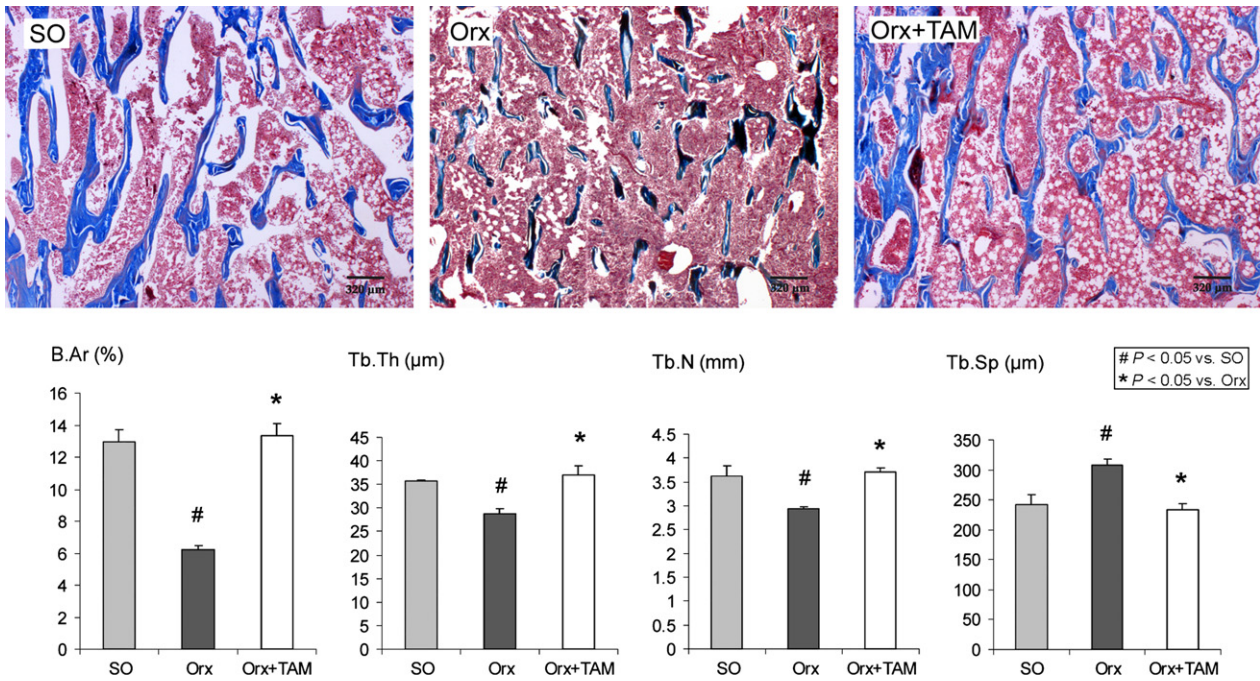 SO
Orx
Orx+TAM
320 µm
320 µm
320 µm
B.Ar (%)
Tb.Th (µm)
Tb.N (mm)
Tb.Sp (µm)
# P < 0.05 vs. SO
* P < 0.05 vs. Orx
16
14
12
10
8
6
4
2
0
#
*
SO
Orx
Orx+TAM
45
40
35
30
25
20
15
10
5
0
#
*
SO
Orx
Orx+TAM
4.5
4
3.5
3
2.5
2
1.5
1
0.5
0
#
*
SO
Orx
Orx+TAM
350
300
250
200
150
100
50
0
#
*
SO
Orx
Orx+TAM